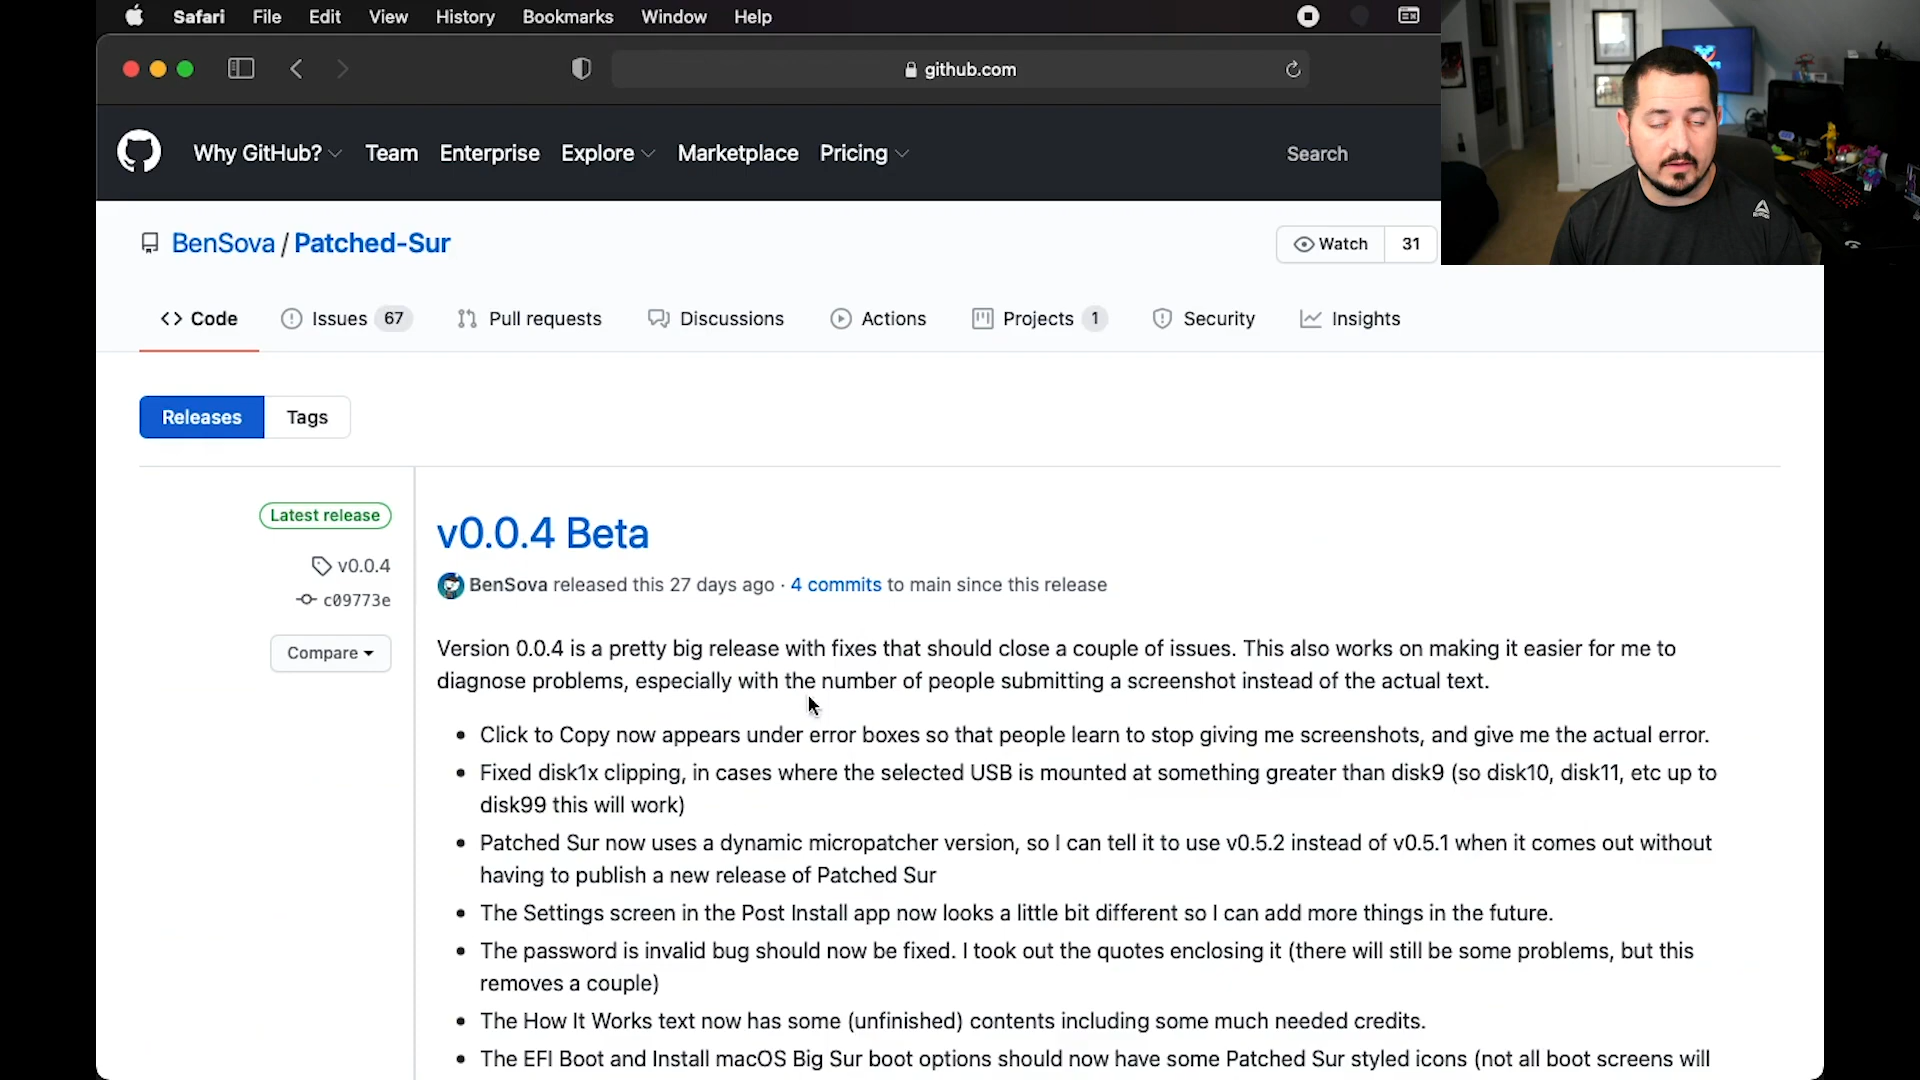 Safari File Edit View History Bookmarks Window Help
github.com
Why GitHub? Team Enterprise Explore Marketplace Pricing Search
BenSova / Patched-Sur Watch 31
<> Code Issues 67 Pull requests Discussions Actions Projects 1 Security Insights
Releases Tags
Latest release
v0.0.4
c09773e
Compare
v0.0.4 Beta
BenSova released this 27 days ago · 4 commits to main since this release
Version 0.0.4 is a pretty big release with fixes that should close a couple of issues. This also works on making it easier for me to
diagnose problems, especially with the number of people submitting a screenshot instead of the actual text.
• Click to Copy now appears under error boxes so that people learn to stop giving me screenshots, and give me the actual error.
• Fixed disk1x clipping, in cases where the selected USB is mounted at something greater than disk9 (so disk10, disk11, etc up to
disk99 this will work)
• Patched Sur now uses a dynamic micropatcher version, so I can tell it to use v0.5.2 instead of v0.5.1 when it comes out without
having to publish a new release of Patched Sur
• The Settings screen in the Post Install app now looks a little bit different so I can add more things in the future.
• The password is invalid bug should now be fixed. I took out the quotes enclosing it (there will still be some problems, but this
removes a couple)
• The How It Works text now has some (unfinished) contents including some much needed credits.
• The EFI Boot and Install macOS Big Sur boot options should now have some Patched Sur styled icons (not all boot screens will